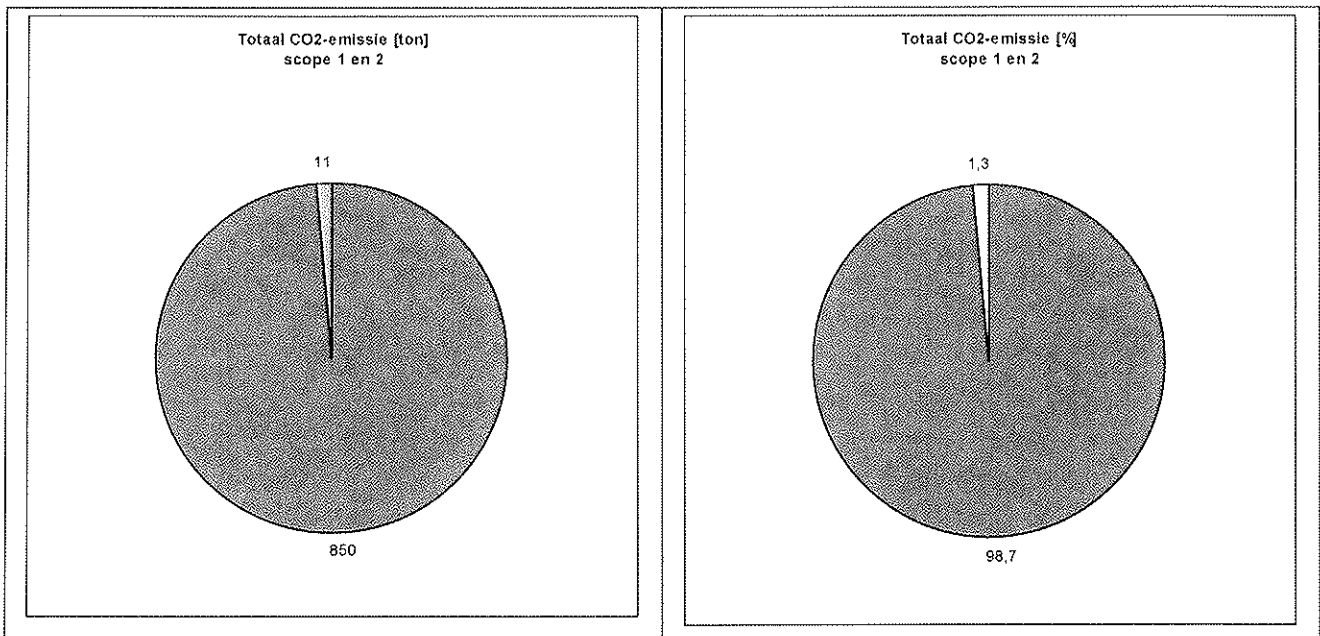 Totaal CO2-emissie [ton]
scope 1 en 2
11
850
Totaal CO2-emissie [%]
scope 1 en 2
1,3
98,7